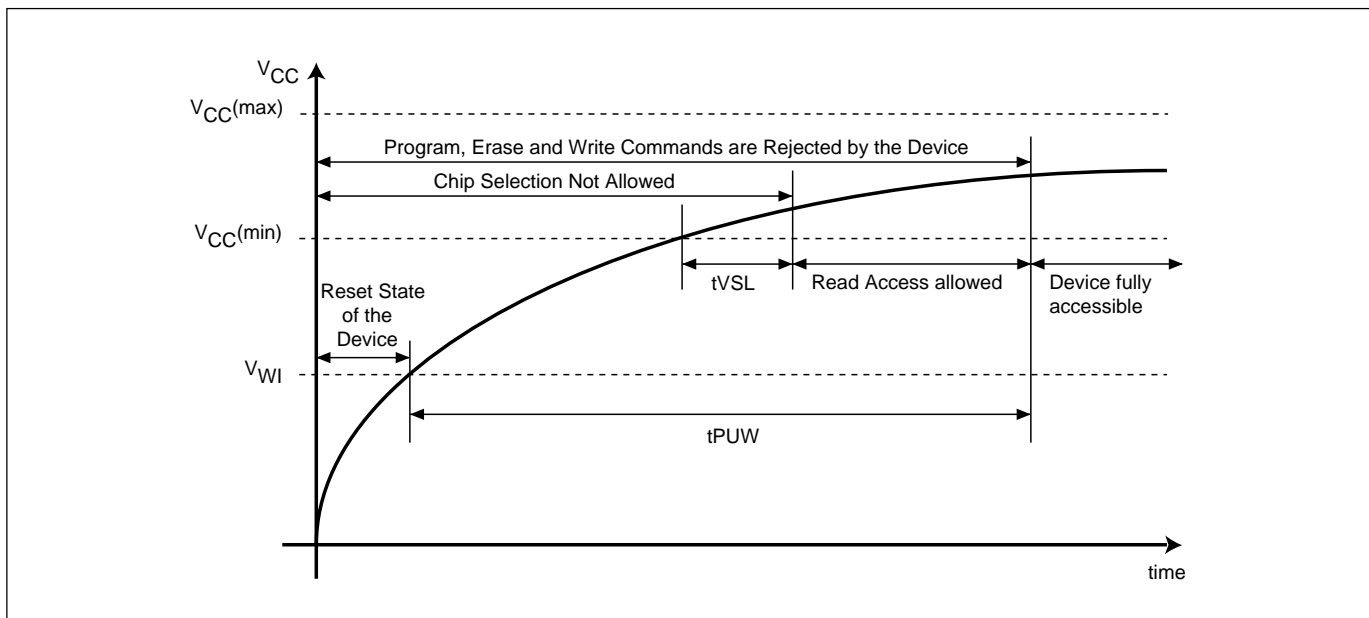 VCC
VCC(max)
Program, Erase and Write Commands are Rejected by the Device
Chip Selection Not Allowed
VCC(min)
tVSL
Read Access allowed
Device fully
accessible
Reset State
of the
Device
VWI
tPUW
time